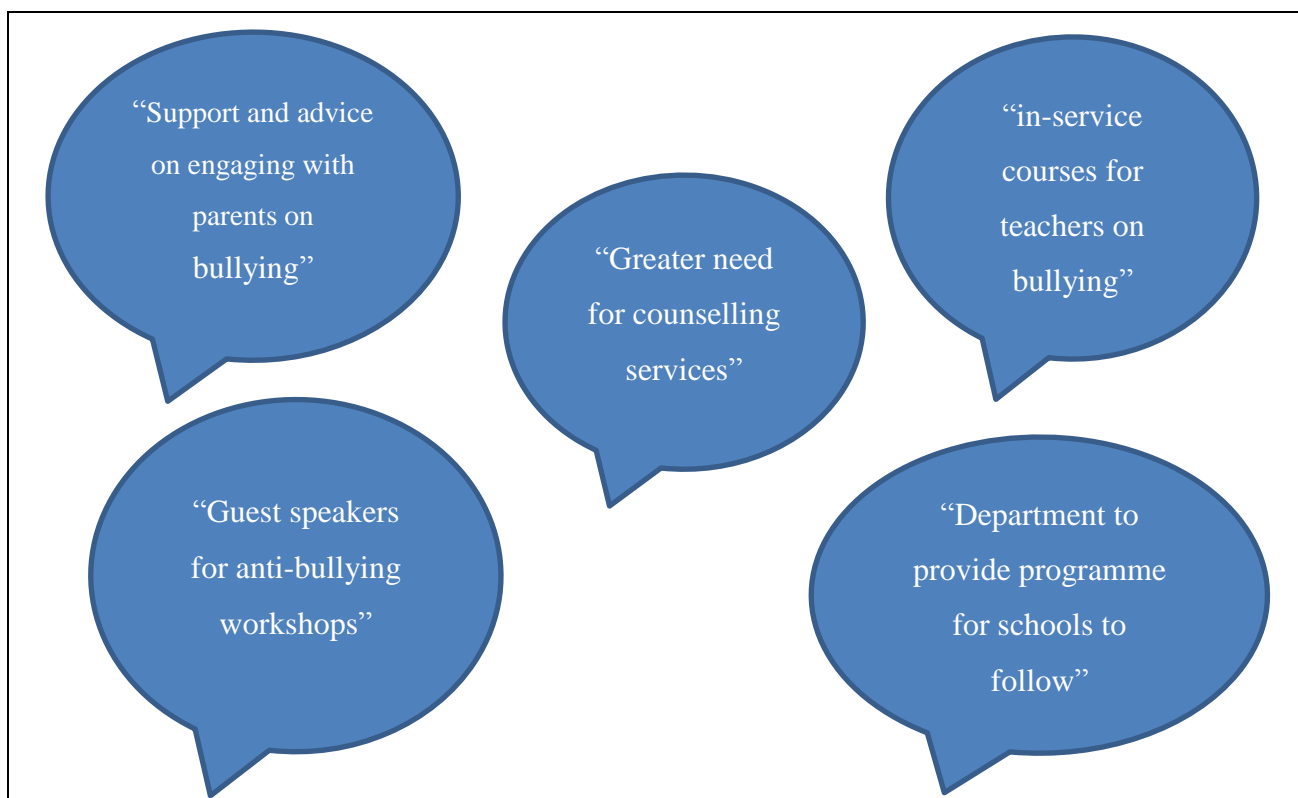 “Support and advice
on engaging with
parents on
bullying”
“Greater need
for counselling
services”
“in-service
courses for
teachers on
bullying”
“Guest speakers
for anti-bullying
workshops”
“Department to
provide programme
for schools to
follow”